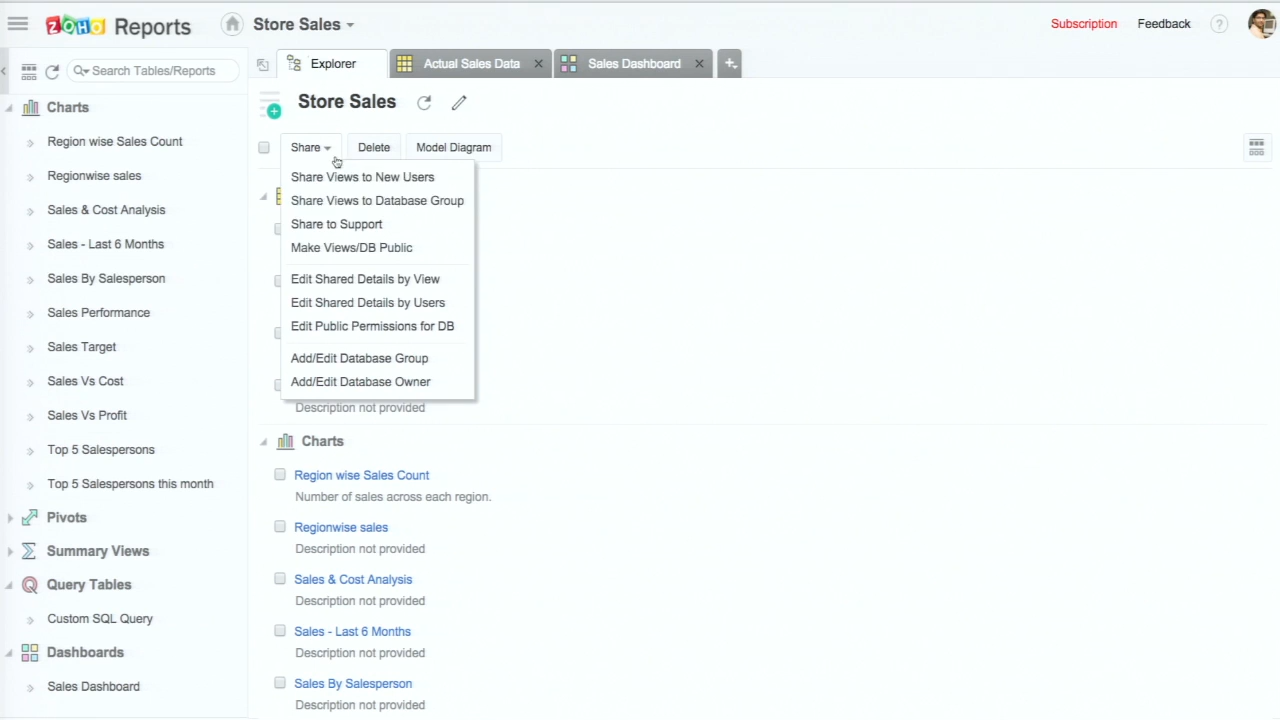 ZOHO Reports
Store Sales
Subscription
Feedback
?
Search Tables/Reports
Explorer
Actual Sales Data
Sales Dashboard
Charts
Region wise Sales Count
Regionwise sales
Sales & Cost Analysis
Sales - Last 6 Months
Sales By Salesperson
Sales Performance
Sales Target
Sales Vs Cost
Sales Vs Profit
Top 5 Salespersons
Top 5 Salespersons this month
Pivots
Summary Views
Query Tables
Custom SQL Query
Dashboards
Sales Dashboard
Store Sales
Share
Delete
Model Diagram
Share Views to New Users
Share Views to Database Group
Share to Support
Make Views/DB Public
Edit Shared Details by View
Edit Shared Details by Users
Edit Public Permissions for DB
Add/Edit Database Group
Add/Edit Database Owner
Description not provided
Charts
Region wise Sales Count
Number of sales across each region.
Regionwise sales
Description not provided
Sales & Cost Analysis
Description not provided
Sales - Last 6 Months
Description not provided
Sales By Salesperson
Description not provided